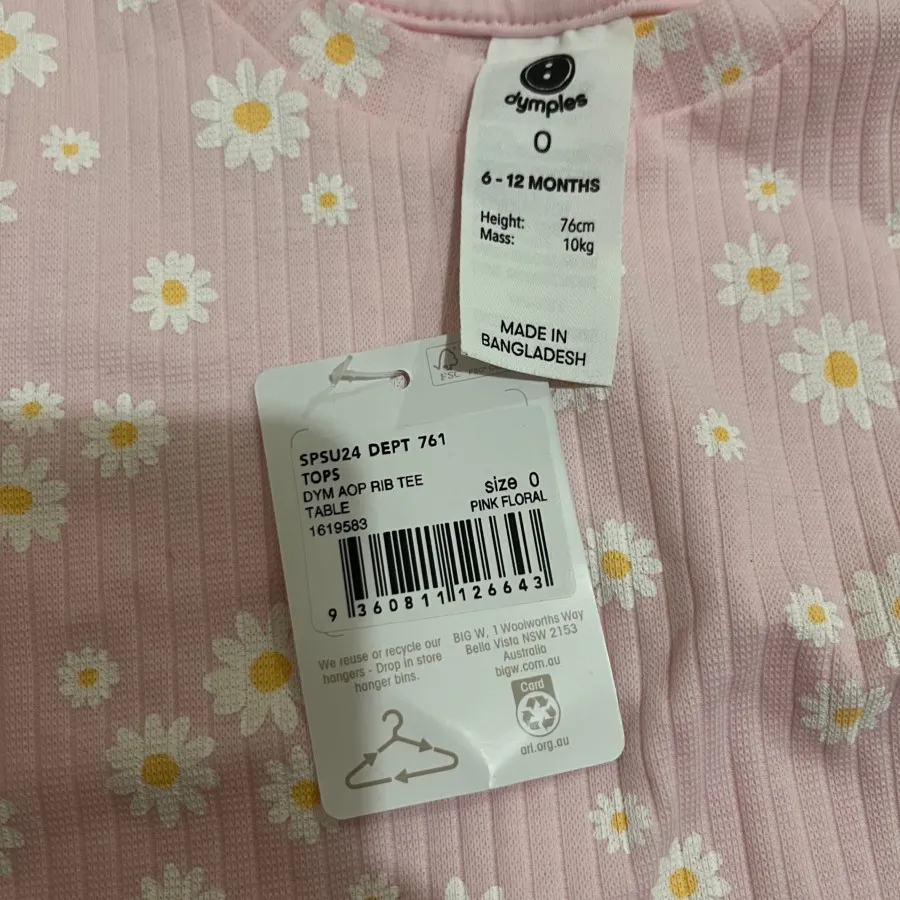 dymples
0
6 - 12 MONTHS
Height: 76cm
Mass: 10kg
MADE IN
BANGLADESH
FSC
SPSU24 DEPT 761
TOPS
DYM AOP RIB TEE
TABLE
1619583
size 0
PINK FLORAL
9 360811 126643
We reuse or recycle our
hangers - Drop in store
hanger bins.
BIG W, 1 Woolworths Way
Bella Vista NSW 2153
Australia
bigw.com.au
Card
arl.org.au